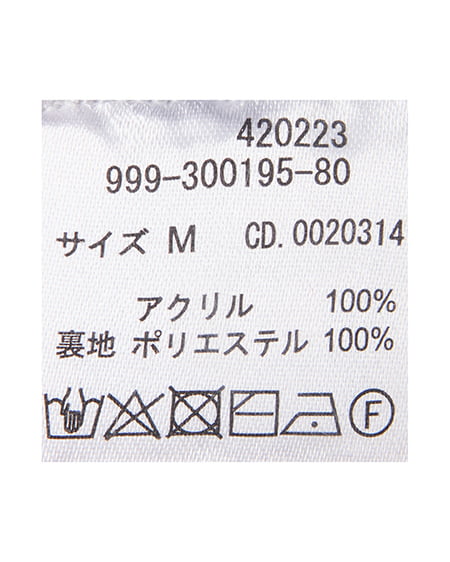 420223
999-300195-80
サイズ M CD.0020314
アクリル 100%
裏地 ポリエステル 100%
F